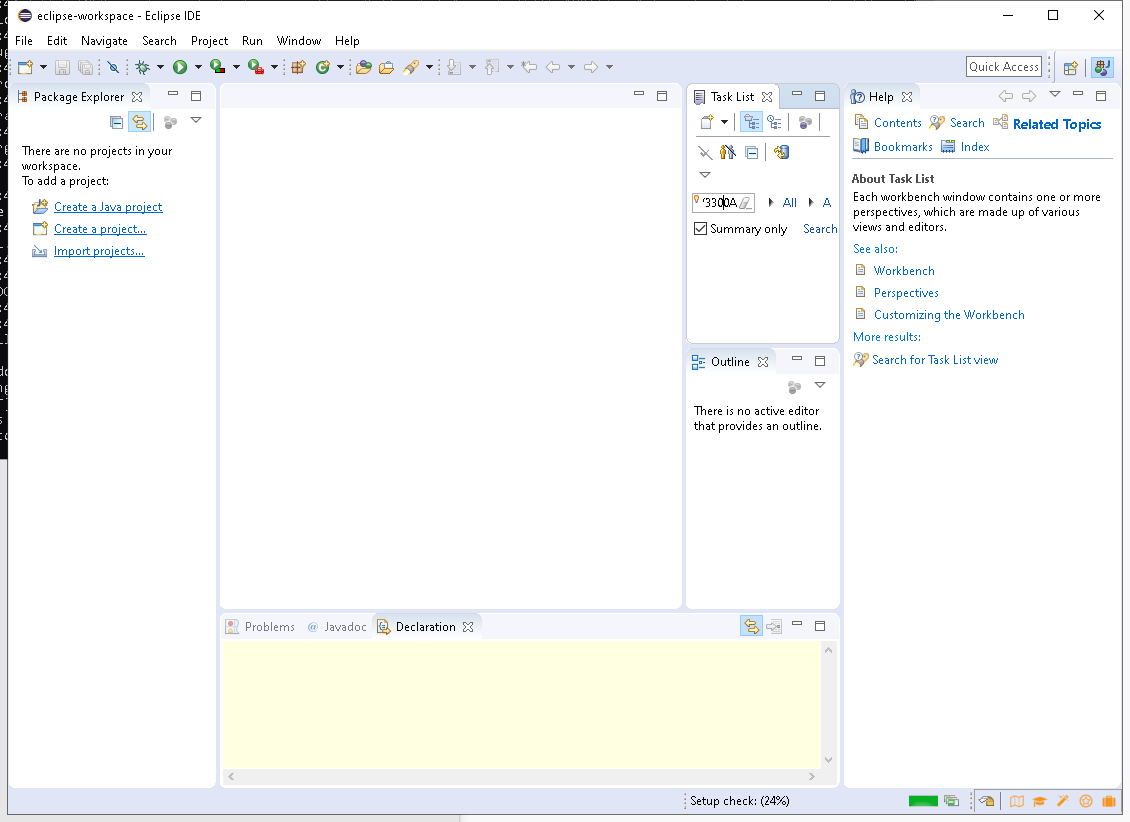 eclipse-workspace - Eclipse IDE
File Edit Navigate Search Project Run Window Help
Quick Access
Package Explorer
There are no projects in your
workspace.
To add a project:
Create a Java project
Create a project...
Import projects...
Task List
All
A
Summary only
Search
Outline
There is no active editor
that provides an outline.
Help
Contents Search Related Topics
Bookmarks Index
About Task List
Each workbench window contains one or more
perspectives, which are made up of various
views and editors.
See also:
Workbench
Perspectives
Customizing the Workbench
More results:
Search for Task List view
Problems @ Javadoc Declaration
Setup check: (24%)